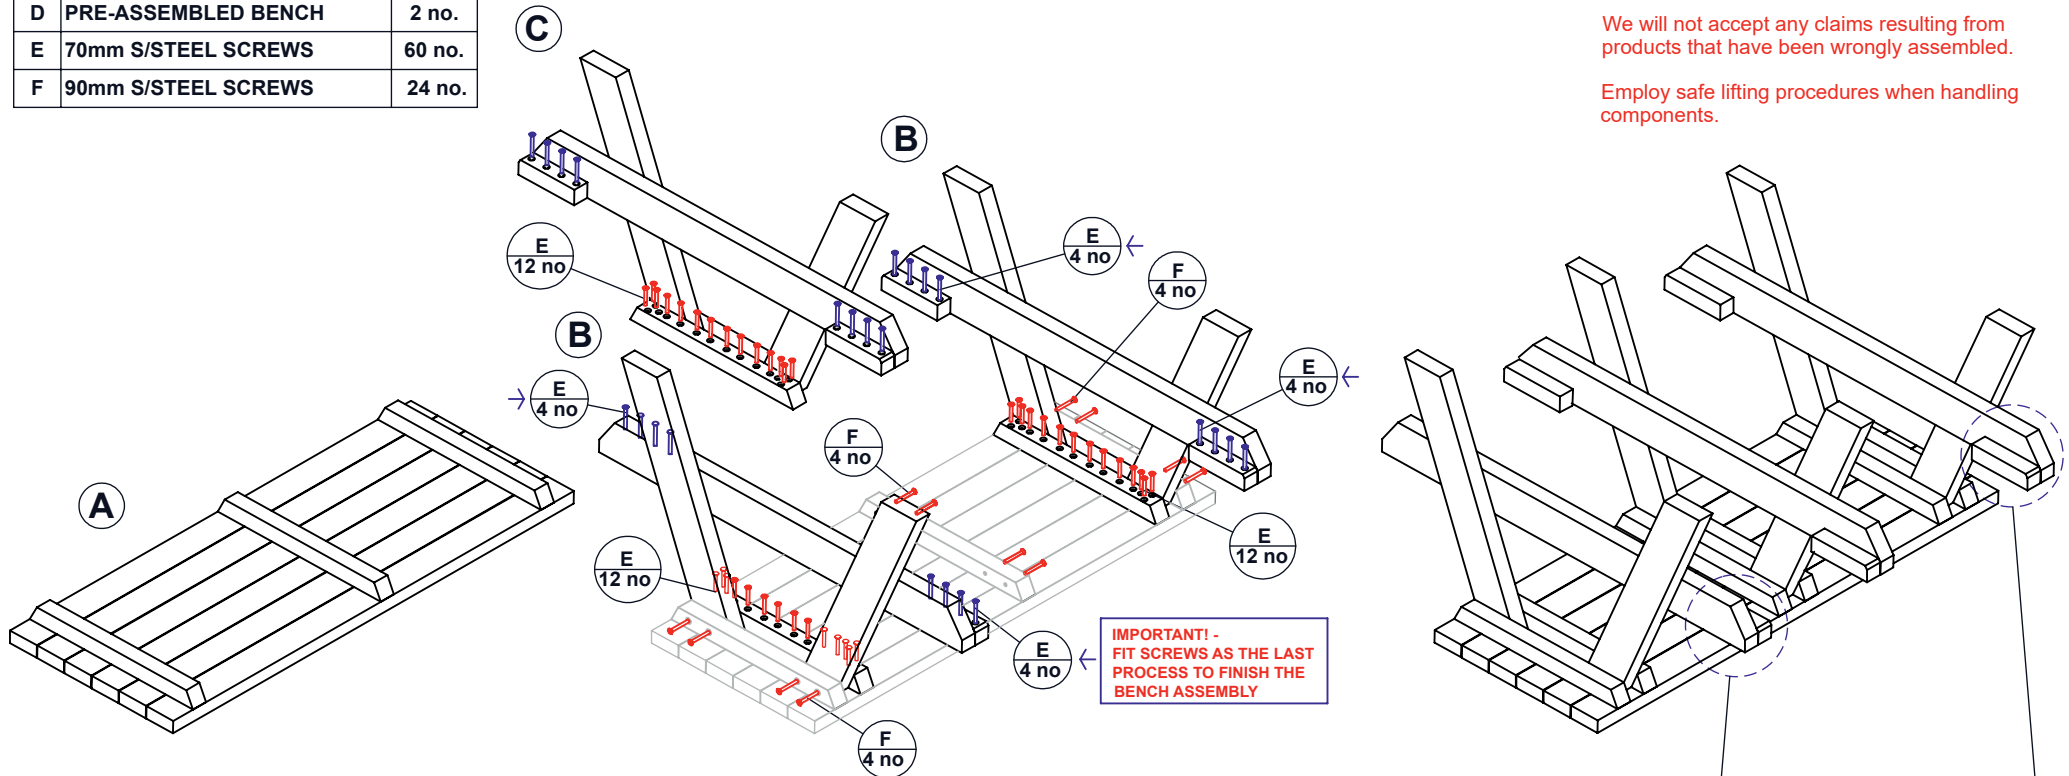 D PRE-ASSEMBLED BENCH 2 no.
E 70mm S/STEEL SCREWS 60 no.
F 90mm S/STEEL SCREWS 24 no.
We will not accept any claims resulting from
products that have been wrongly assembled.
Employ safe lifting procedures when handling
components.
C
B
E
12 no
E
4 no
F
4 no
B
E
4 no
E
4 no
F
4 no
A
E
12 no
E
12 no
E
4 no
IMPORTANT! -
FIT SCREWS AS THE LAST
PROCESS TO FINISH THE
BENCH ASSEMBLY
F
4 no